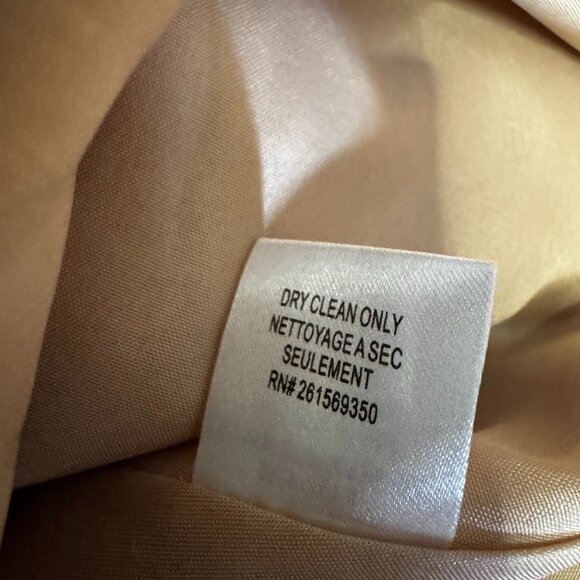 DRY CLEAN ONLY
NETTOYAGE A SEC
SEULEMENT
RN# 261569350